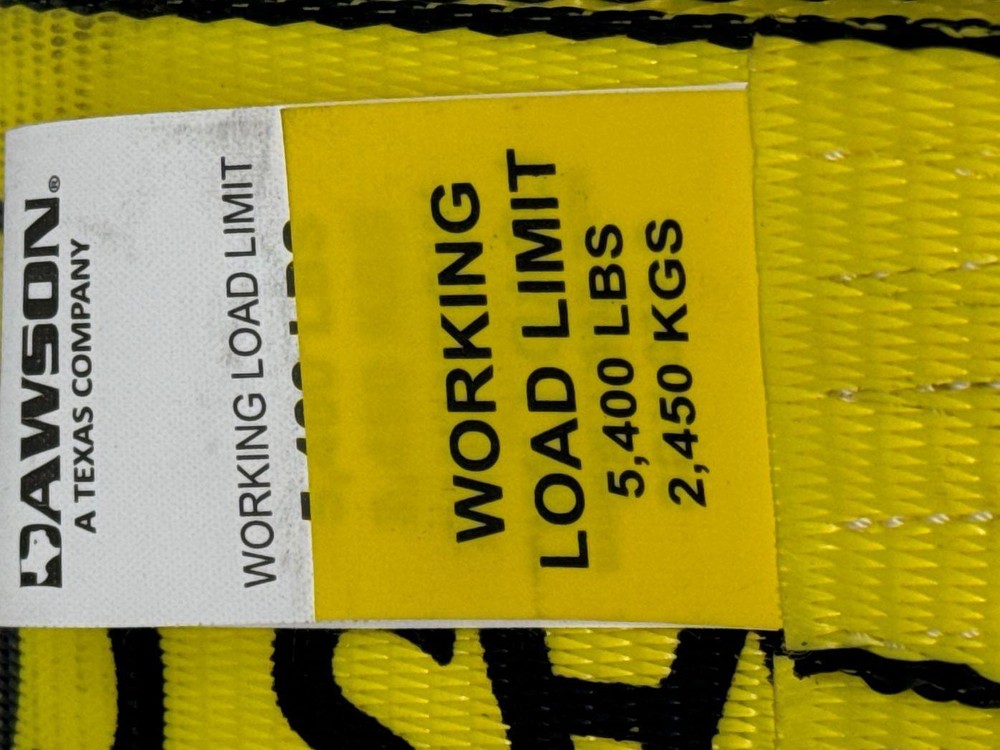 DAWSON®
A TEXAS COMPANY
WORKING LOAD LIMIT
WORKING
LOAD LIMIT
5,400 LBS
2,450 KGS